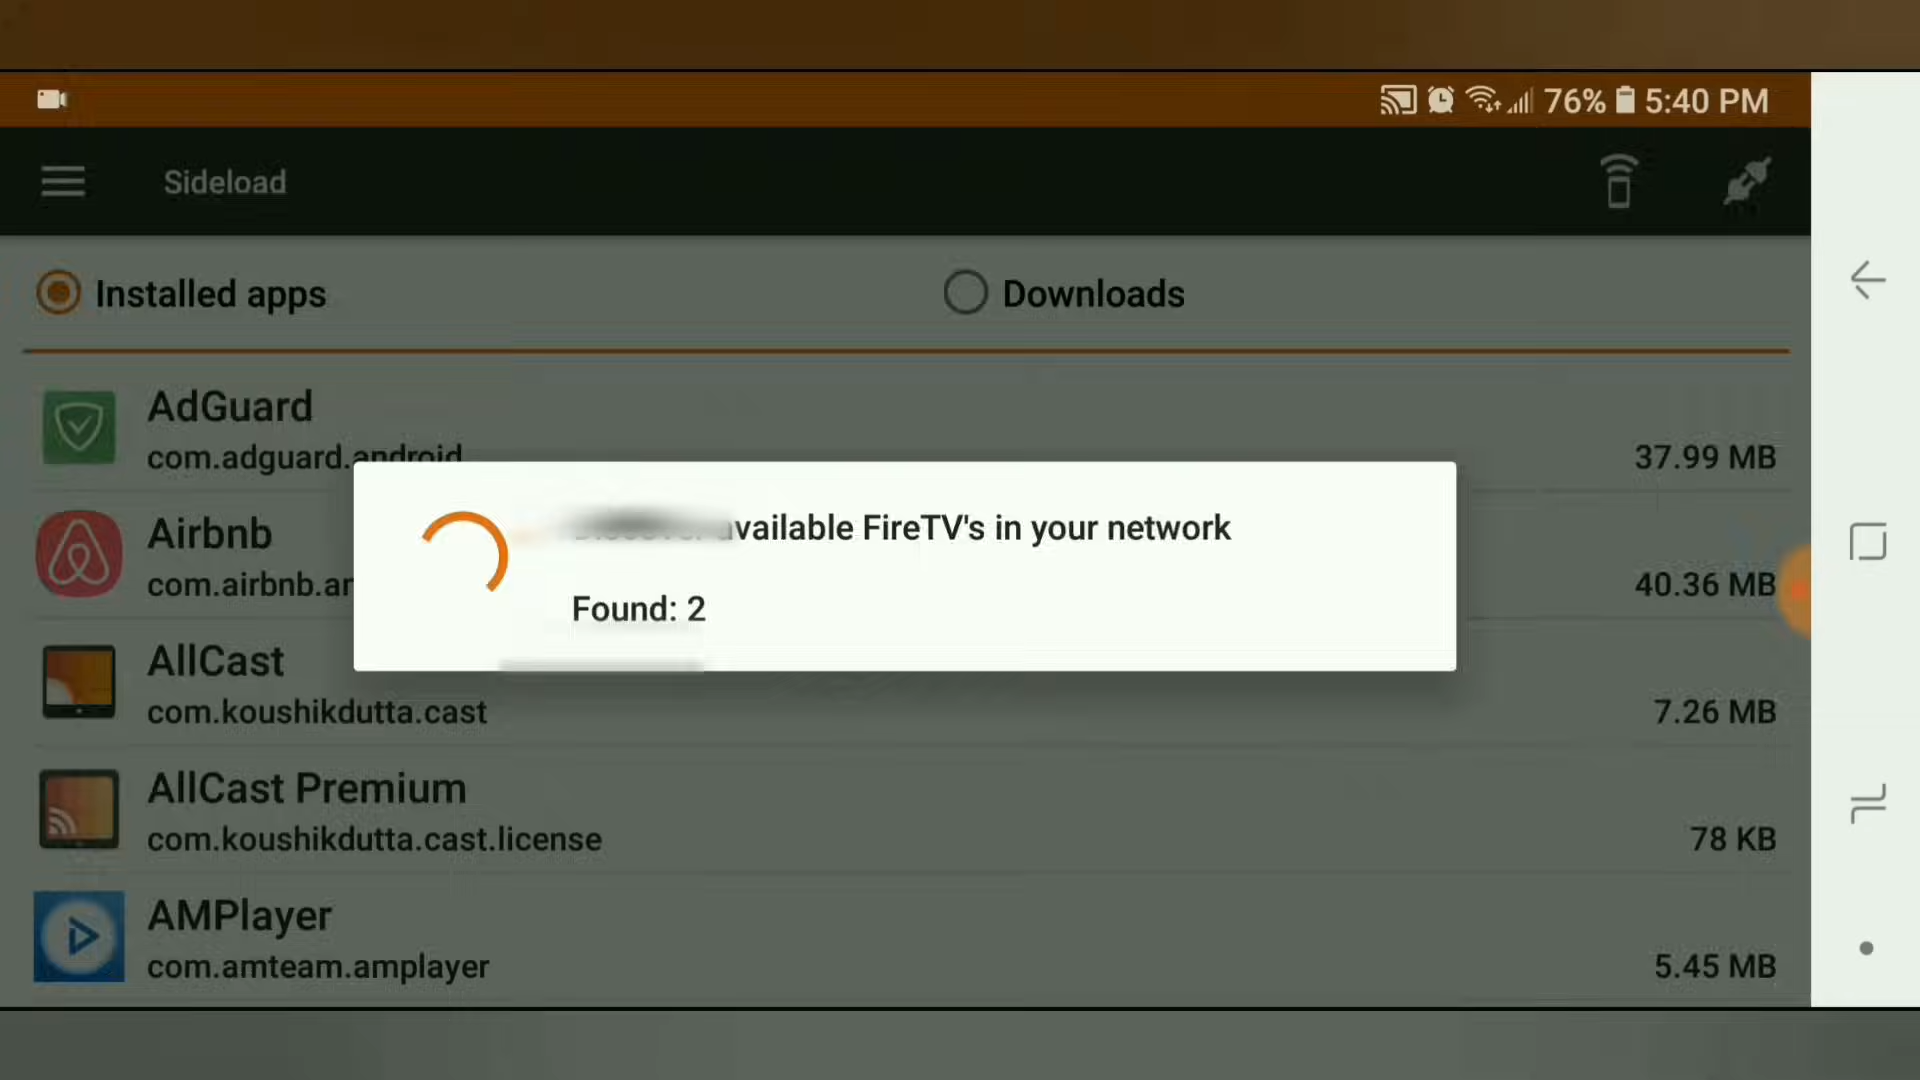 76% 5:40 PM
Sideload
Installed apps
Downloads
AdGuard
37.99 MB
available FireTV's in your network
Found: 2
Airbnb
40.36 MB
AllCast
com.koushikdutta.cast
7.26 MB
AllCast Premium
com.koushikdutta.cast.license
78 KB
AMPlayer
com.amteam.amplayer
5.45 MB